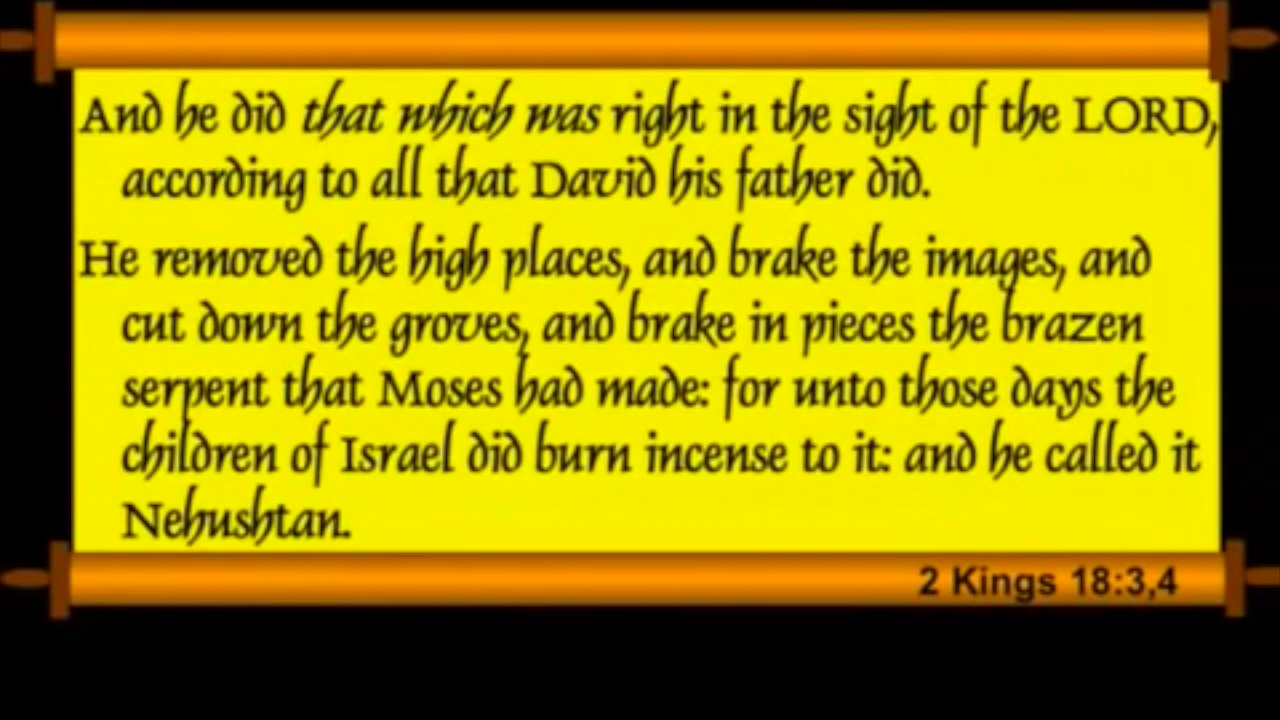 And he did that which was right in the sight of the LORD,
according to all that David his father did.
He removed the high places, and brake the images, and
cut down the groves, and brake in pieces the brazen
serpent that Moses had made: for unto those days the
children of Israel did burn incense to it: and he called it
Nehushtan.
2 Kings 18:3,4